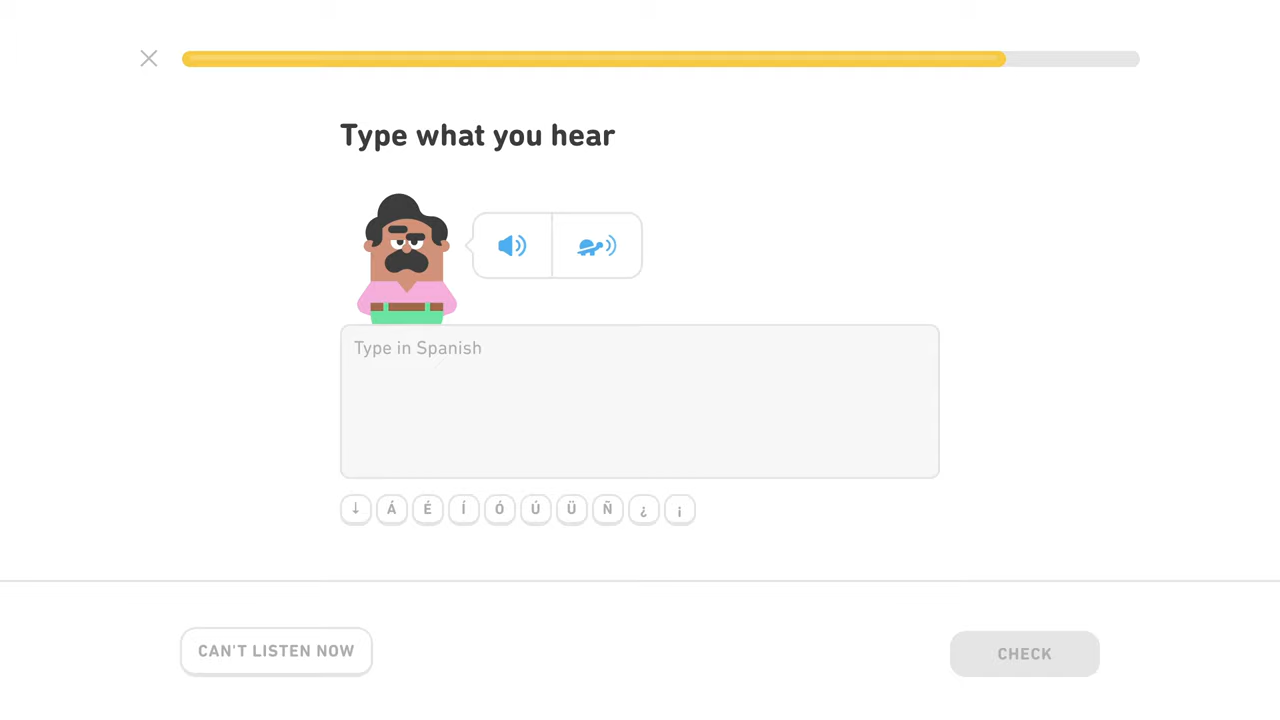 Type what you hear
Type in Spanish
↓ Á É Í Ó Ú Ü Ñ ¿ ¡
CAN'T LISTEN NOW
CHECK